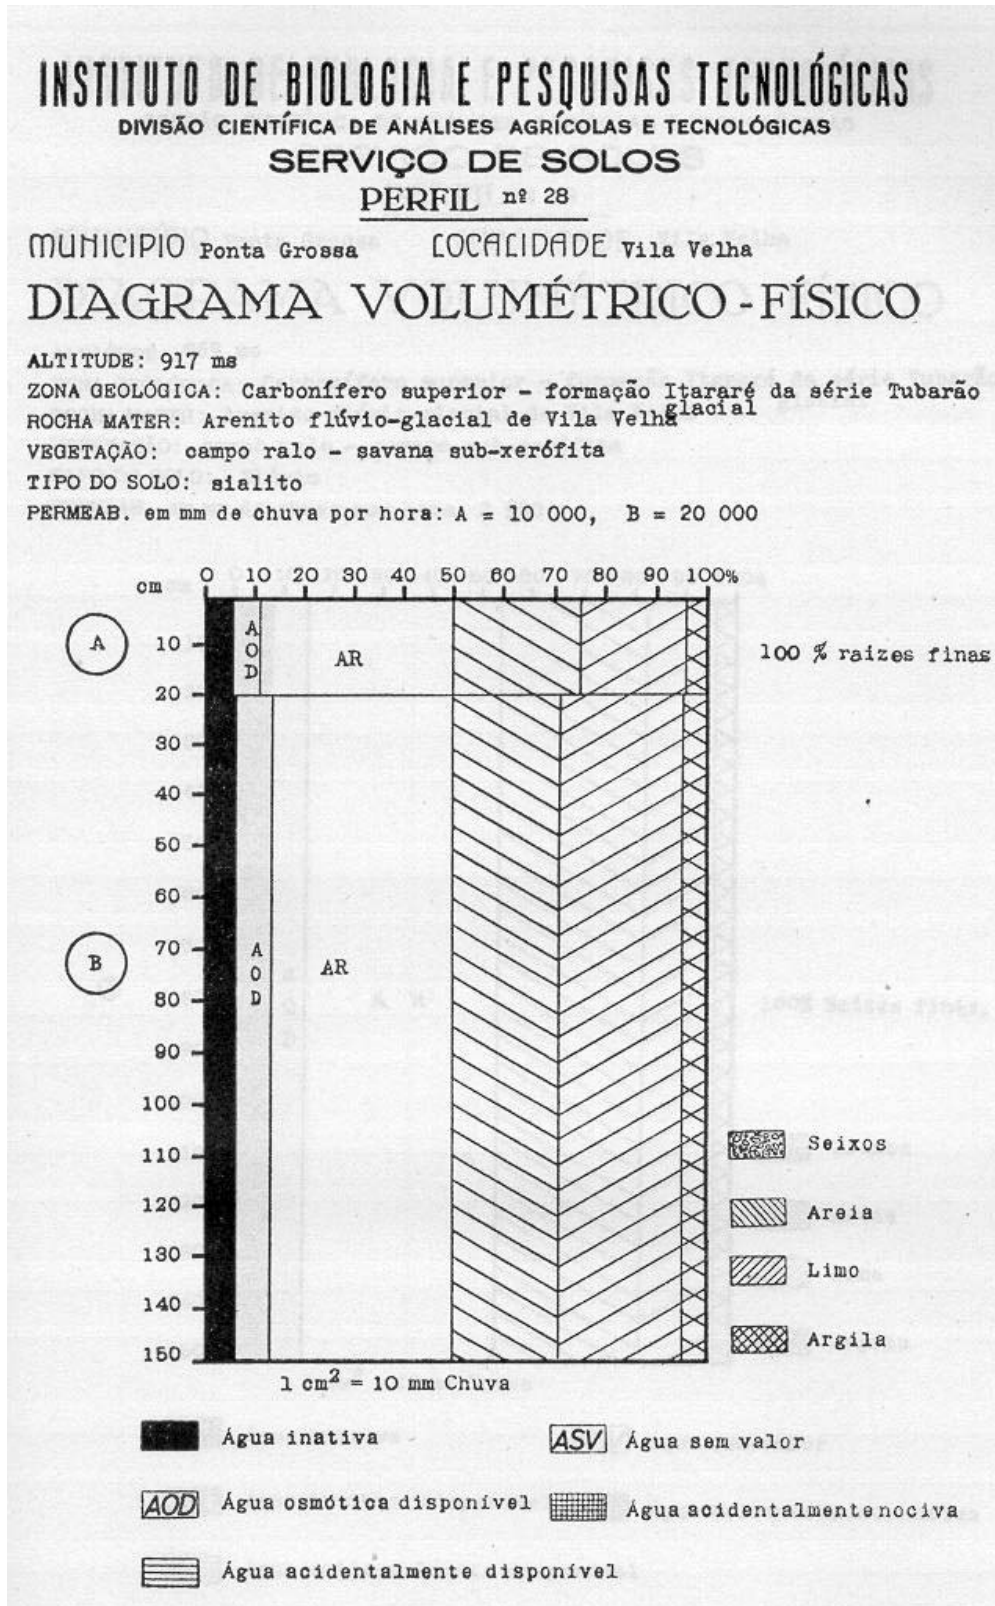 INSTITUTO DE BIOLOGIA E PESQUISAS TECNOLÓGICAS
DIVISÃO CIENTÍFICA DE ANÁLISES AGRÍCOLAS E TECNOLÓGICAS
SERVIÇO DE SOLOS
PERFIL nº 28
MUNICIPIO Ponta Grossa LOCALIDADE Vila Velha
DIAGRAMA VOLUMÉTRICO-FÍSICO
ALTITUDE: 917 ms
ZONA GEOLÓGICA: Carbonífero superior - formação Itararé da série Tubarão
glacial
ROCHA MATER: Arenito flúvio-glacial de Vila Velha
VEGETAÇÃO: campo ralo - savana sub-xerófita
TIPO DO SOLO: sialito
PERMEAB. em mm de chuva por hora: A = 10 000, B = 20 000
cm 0 10 20 30 40 50 60 70 80 90 100%
A
10
AOD
AR
100 % raizes finas
20
30
40
50
60
B
70
AOD
AR
80
90
100
110
120
130
140
150
Seixos
Areia
Limo
Argila
1 cm² = 10 mm Chuva
Água inativa
ASV Água sem valor
AOD Água osmótica disponível
Água acidentalmente nociva
Água acidentalmente disponível